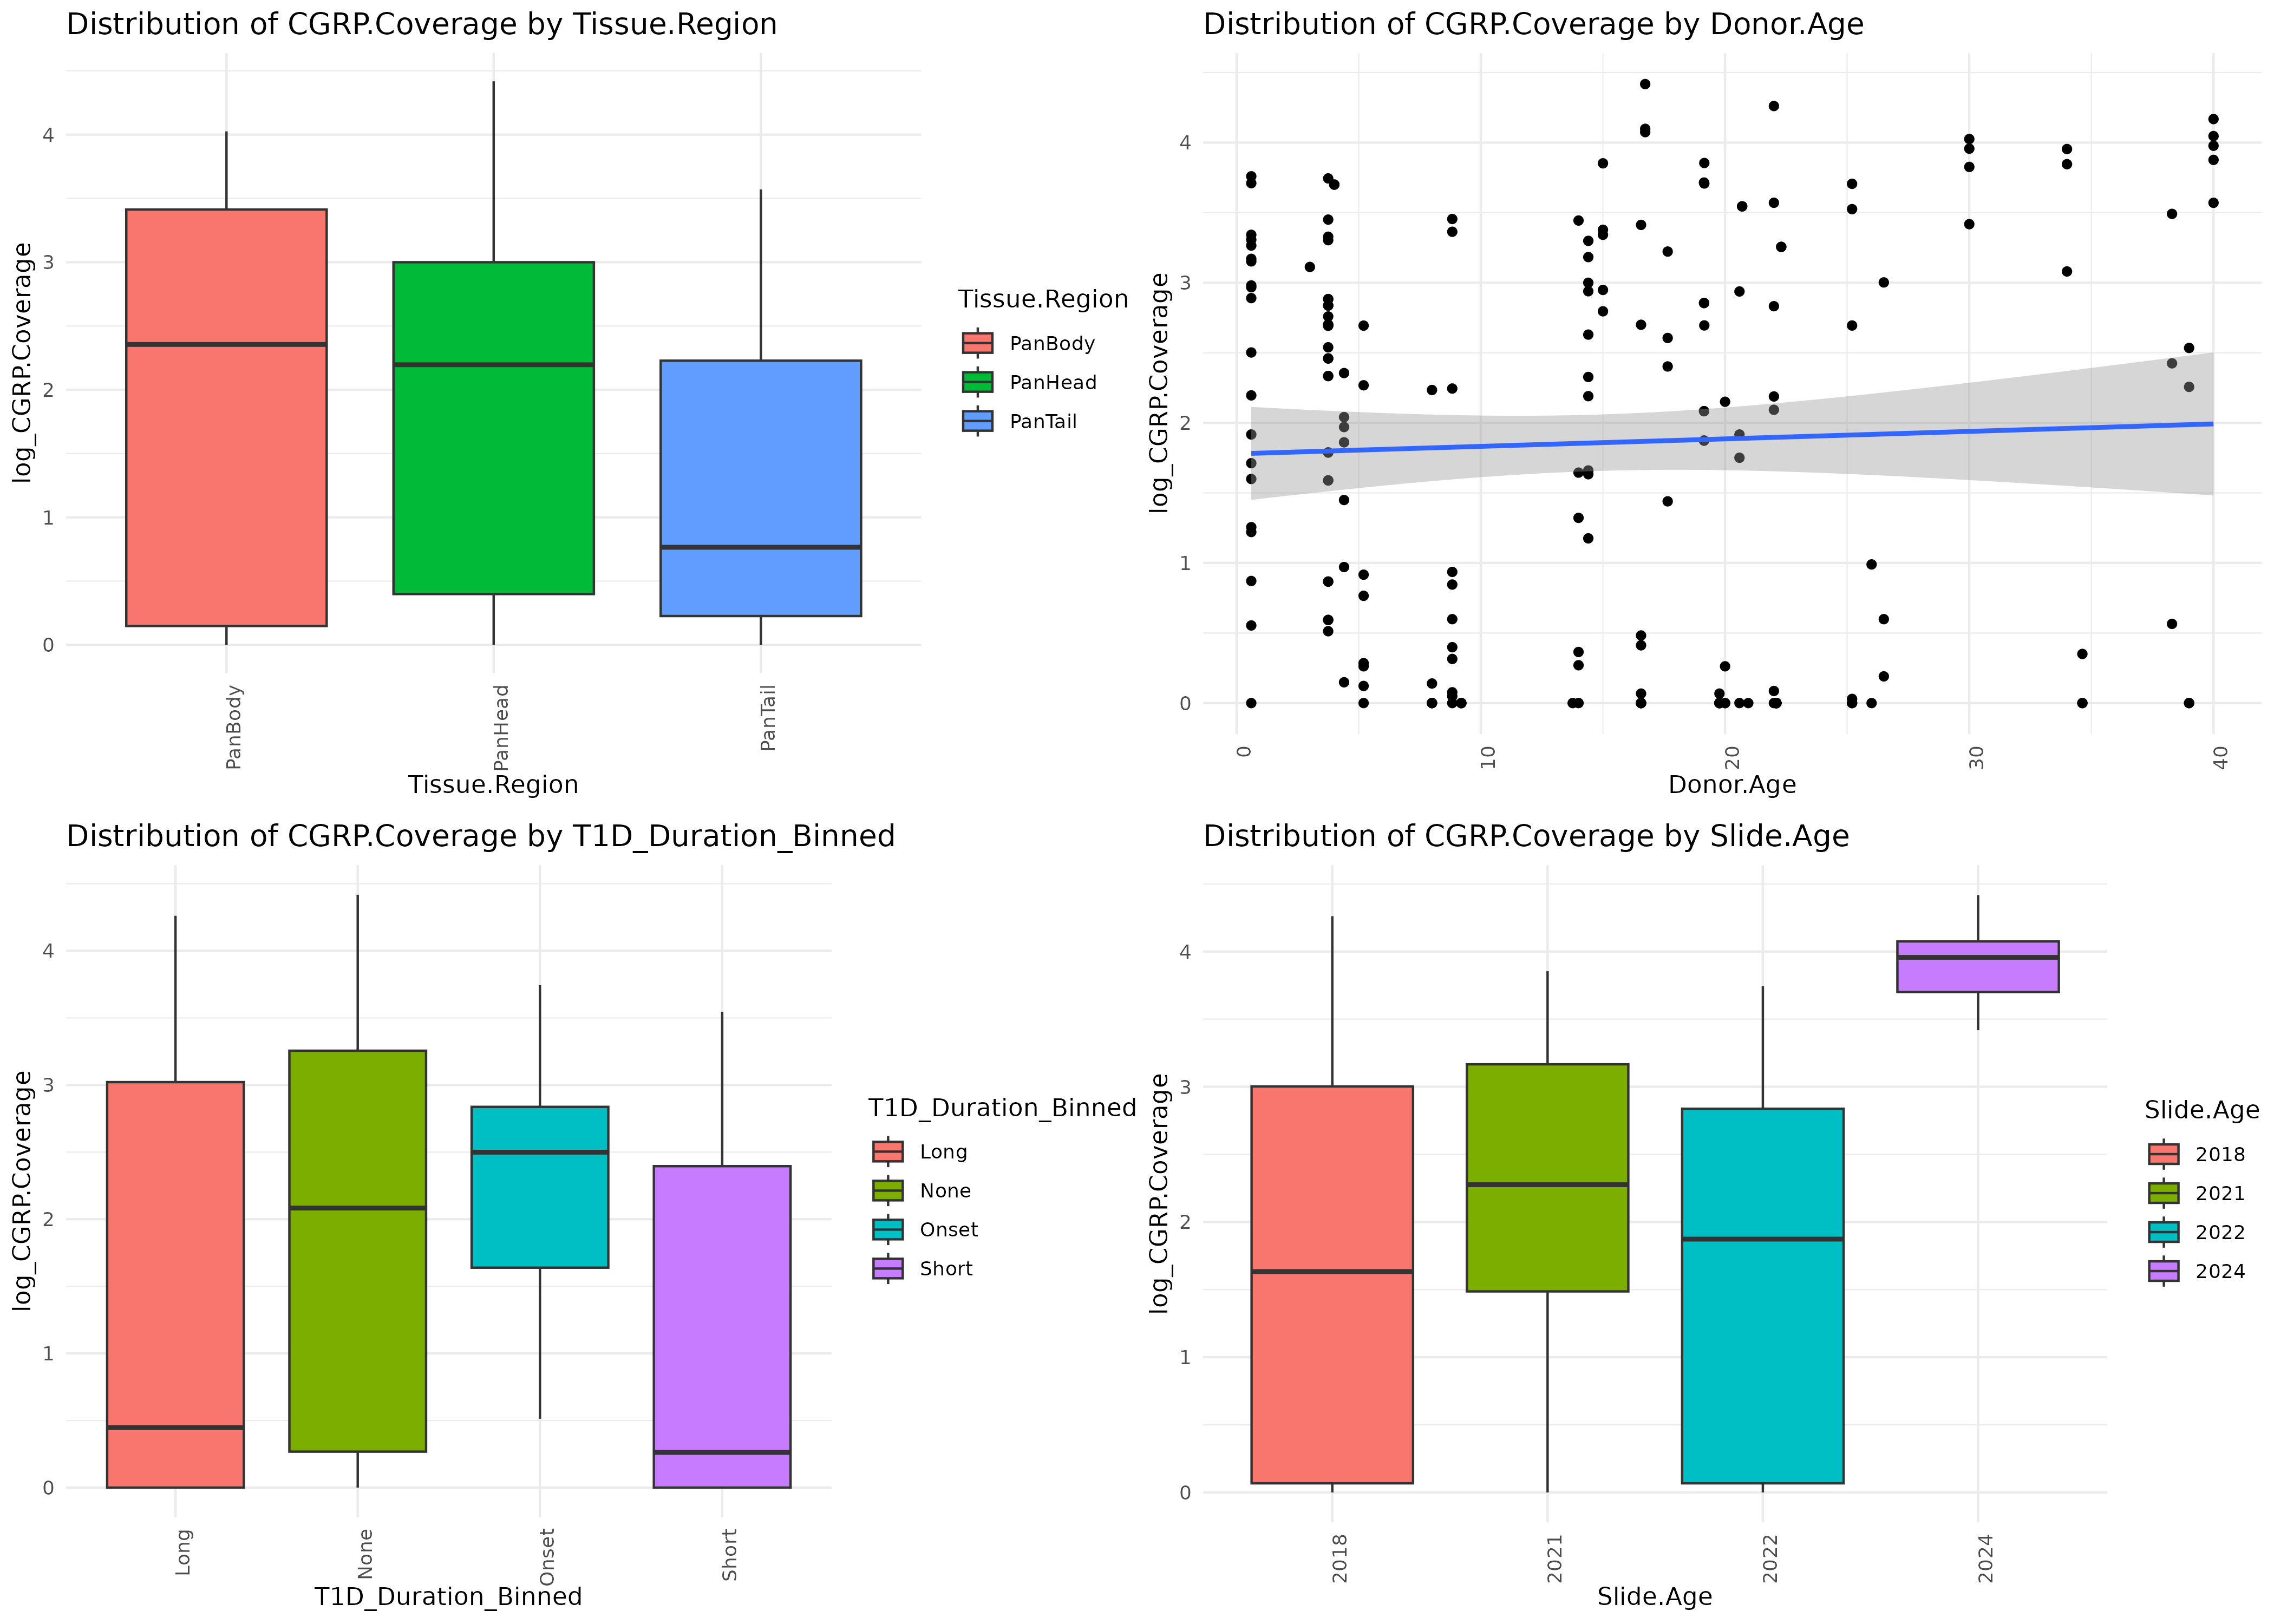 Distribution of CGRP.Coverage by Tissue.Region
log_CGRP.Coverage
4
3
2
1
0
PanBody
PanHead
PanTail
Tissue.Region
Tissue.Region
PanBody
PanHead
PanTail
Distribution of CGRP.Coverage by Donor.Age
log_CGRP.Coverage
4
3
2
1
0
0
10
20
30
40
Donor.Age
Distribution of CGRP.Coverage by T1D_Duration_Binned
log_CGRP.Coverage
4
3
2
1
0
Long
None
Onset
Short
T1D_Duration_Binned
T1D_Duration_Binned
Long
None
Onset
Short
Distribution of CGRP.Coverage by Slide.Age
log_CGRP.Coverage
4
3
2
1
0
2018
2021
2022
2024
Slide.Age
Slide.Age
2018
2021
2022
2024